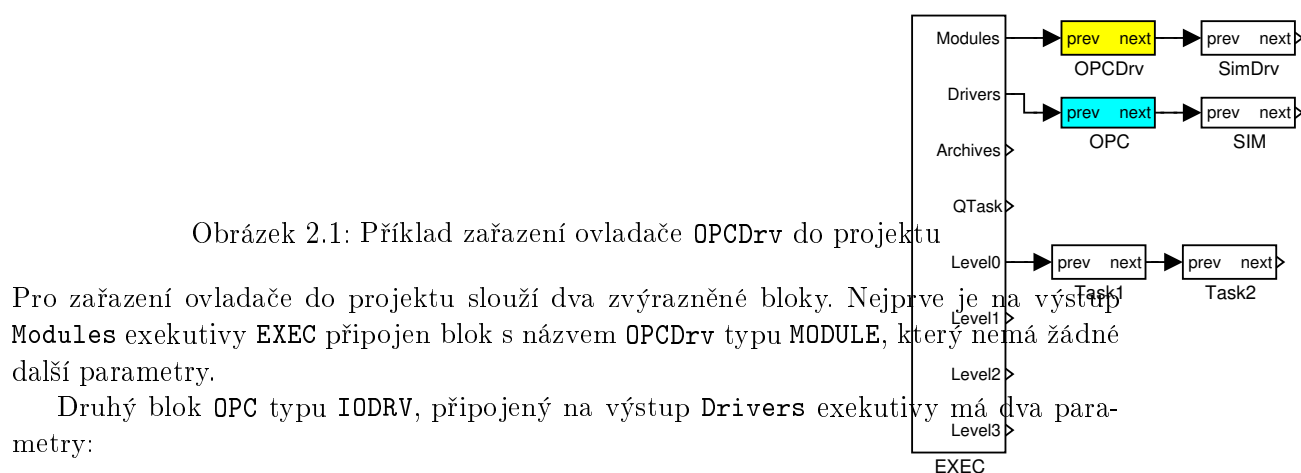 Modules
prev next
OPCDrv
prev next
SimDrv
Drivers
prev next
OPC
prev next
SIM
Archives
QTask
Level0
prev next
Task1
prev next
Task2
Level1
Level2
Level3
EXEC
Obrázek 2.1: Příklad zařazení ovladače OPCDrv do projektu
Pro zařazení ovladače do projektu slouží dva zvýrazněné bloky. Nejprve je na výstup
Modules exekutivy EXEC připojen blok s názvem OPCDrv typu MODULE, který nemá žádné
další parametry.
Druhý blok OPC typu IODRV, připojený na výstup Drivers exekutivy má dva para-
metry: